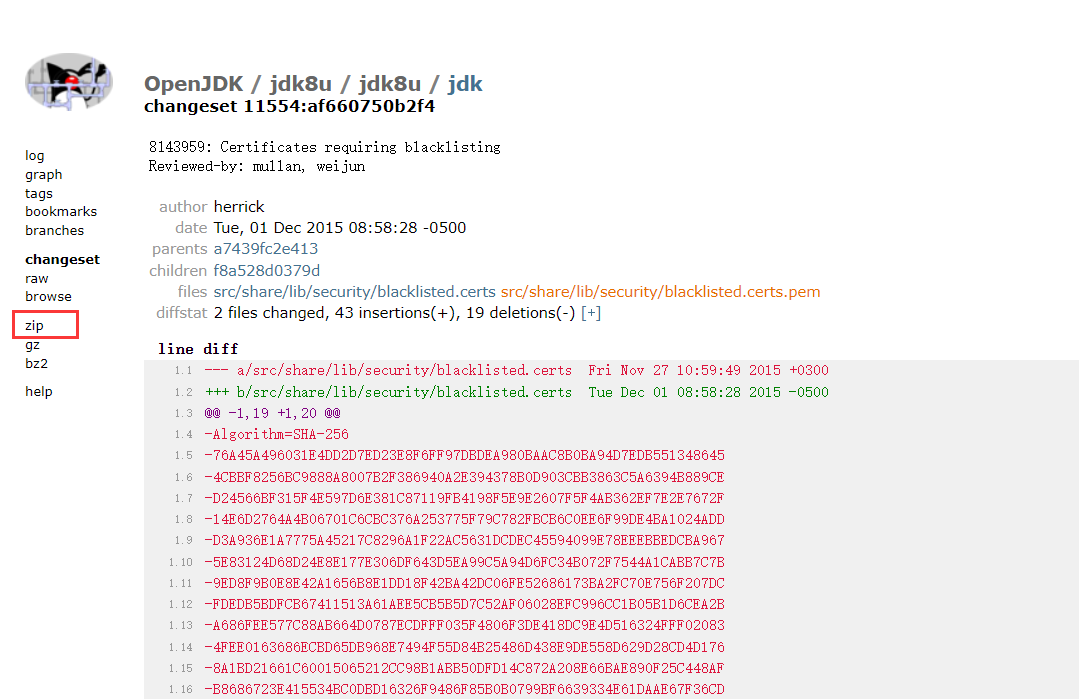 OpenJDK / jdk8u / jdk8u / jdk
changeset 11554:af660750b2f4
8143959: Certificates requiring blacklisting
Reviewed-by: mullan, weijun
log
graph
tags
bookmarks
branches
changeset
raw
browse
zip
gz
bz2
help
author herrick
date Tue, 01 Dec 2015 08:58:28 -0500
parents a7439fc2e413
children f8a528d0379d
files src/share/lib/security/blacklisted.certs src/share/lib/security/blacklisted.certs.pem
diffstat 2 files changed, 43 insertions(+), 19 deletions(-) [+]
line diff
1.1 --- a/src/share/lib/security/blacklisted.certs Fri Nov 27 10:59:49 2015 +0300
1.2 +++ b/src/share/lib/security/blacklisted.certs Tue Dec 01 08:58:28 2015 -0500
1.3 @@ -1,19 +1,20 @@
1.4 -Algorithm=SHA-256
1.5 -76A45A496031E4DD2D7ED23E8F6FF97DBDEA980BAAC8B0BA94D7EDB551348645
1.6 -4CBBF8256BC9888A8007B2F386940A2E394378B0D903CBB3863C5A6394B889CE
1.7 -D24566BF315F4E597D6E381C87119FB4198F5E9E2607F5F4AB362EF7E2E7672F
1.8 -14E6D2764A4B06701C6CBC376A253775F79C782FBCB6C0EE6F99DE4BA1024ADD
1.9 -D3A936E1A7775A45217C8296A1F22AC5631DCDEC45594099E78EEEBBEDCBA967
1.10 -5E83124D68D24E8E177E306DF643D5EA99C5A94D6FC34B072F7544A1CABB7C7B
1.11 -9ED8F9B0E8E42A1656B8E1DD18F42BA42DC06FE52686173BA2FC70E756F207DC
1.12 -FDEDB5BDFCB67411513A61AEE5CB5B5D7C52AF06028EFC996CC1B05B1D6CEA2B
1.13 -A686FEE577C88AB664D0787ECDFFF035F4806F3DE418DC9E4D516324FFF02083
1.14 -4FEE0163686ECBD65DB968E7494F55D84B25486D438E9DE558D629D28CD4D176
1.15 -8A1BD21661C60015065212CC98B1ABB50DFD14C872A208E66BAE890F25C448AF
1.16 -B8686723E415534BC0DBD16326F9486F85B0B0799BF6639334E61DAAE67F36CD